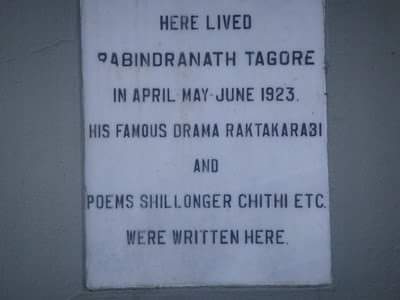 HERE LIVED
RABINDRANATH TAGORE
IN APRIL MAY-JUNE 1923.
HIS FAMOUS DRAMA RAKTAKARABI
AND
POEMS SHILLONGER CHITHI ETC.
WERE WRITTEN HERE.